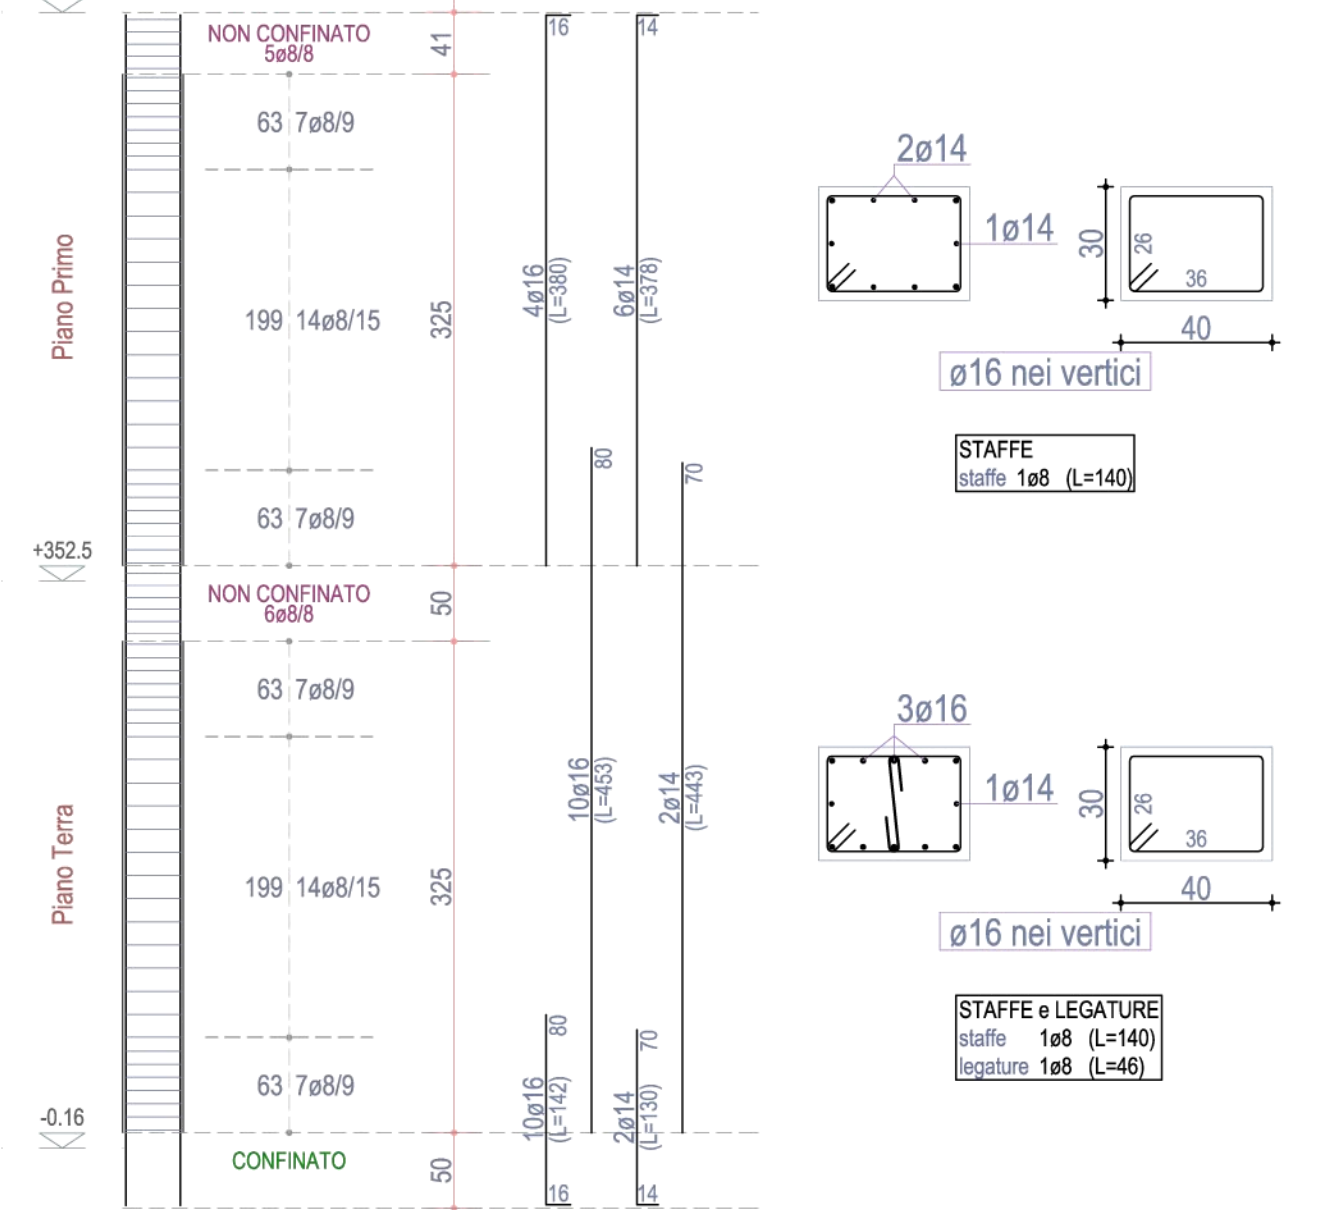 NON CONFINATO
5ø8/8
41
16
14
63 7ø8/9
Piano Primo
199 14ø8/15
325
4ø16
(L=380)
6ø14
(L=378)
80
70
63 7ø8/9
+352.5
2ø14
1ø14
30
26
36
40
ø16 nei vertici
STAFFE
staffe 1ø8 (L=140)
NON CONFINATO
6ø8/8
50
63 7ø8/9
Piano Terra
199 14ø8/15
325
10ø16
(L=453)
2ø14
(L=443)
80
70
63 7ø8/9
10ø16
(L=142)
2ø14
(L=130)
-0.16
CONFINATO
50
16
14
3ø16
1ø14
30
26
36
40
ø16 nei vertici
STAFFE e LEGATURE
staffe 1ø8 (L=140)
legature 1ø8 (L=46)